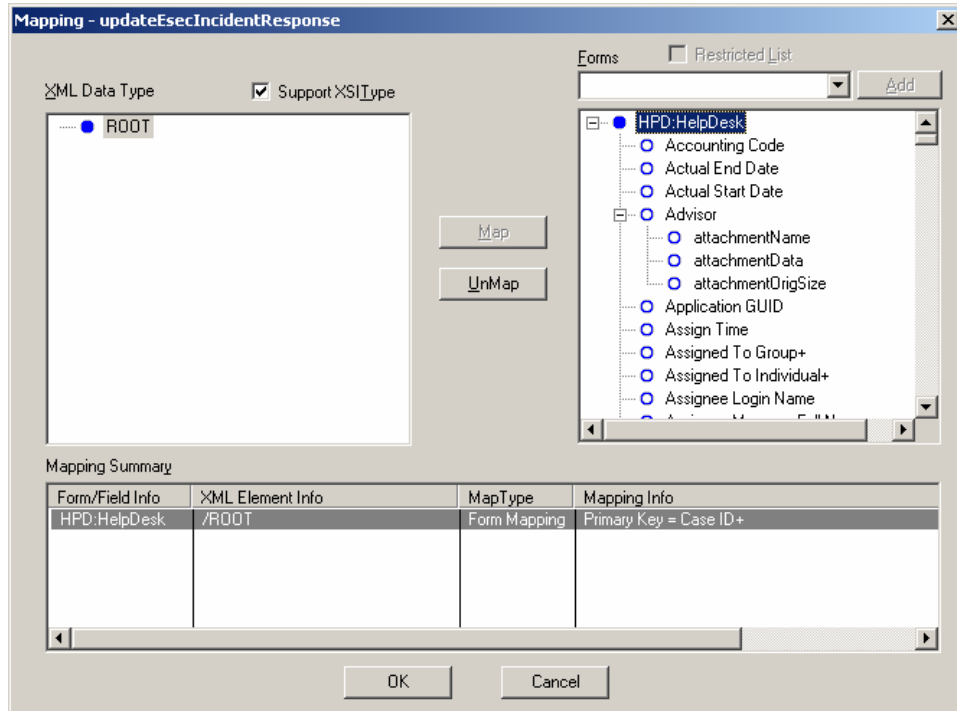 Mapping - updateEsecIncidentResponse
Forms
Restricted List
XML Data Type
Support XSIType
Add
ROOT
HPD:HelpDesk
Accounting Code
Actual End Date
Actual Start Date
Advisor
attachmentName
attachmentData
attachmentOrigSize
Application GUID
Assign Time
Assigned To Group+
Assigned To Individual+
Assignee Login Name
Map
UnMap
Mapping Summary
Form/Field Info XML Element Info MapType Mapping Info
HPD:HelpDesk /ROOT Form Mapping Primary Key = Case ID+
OK Cancel